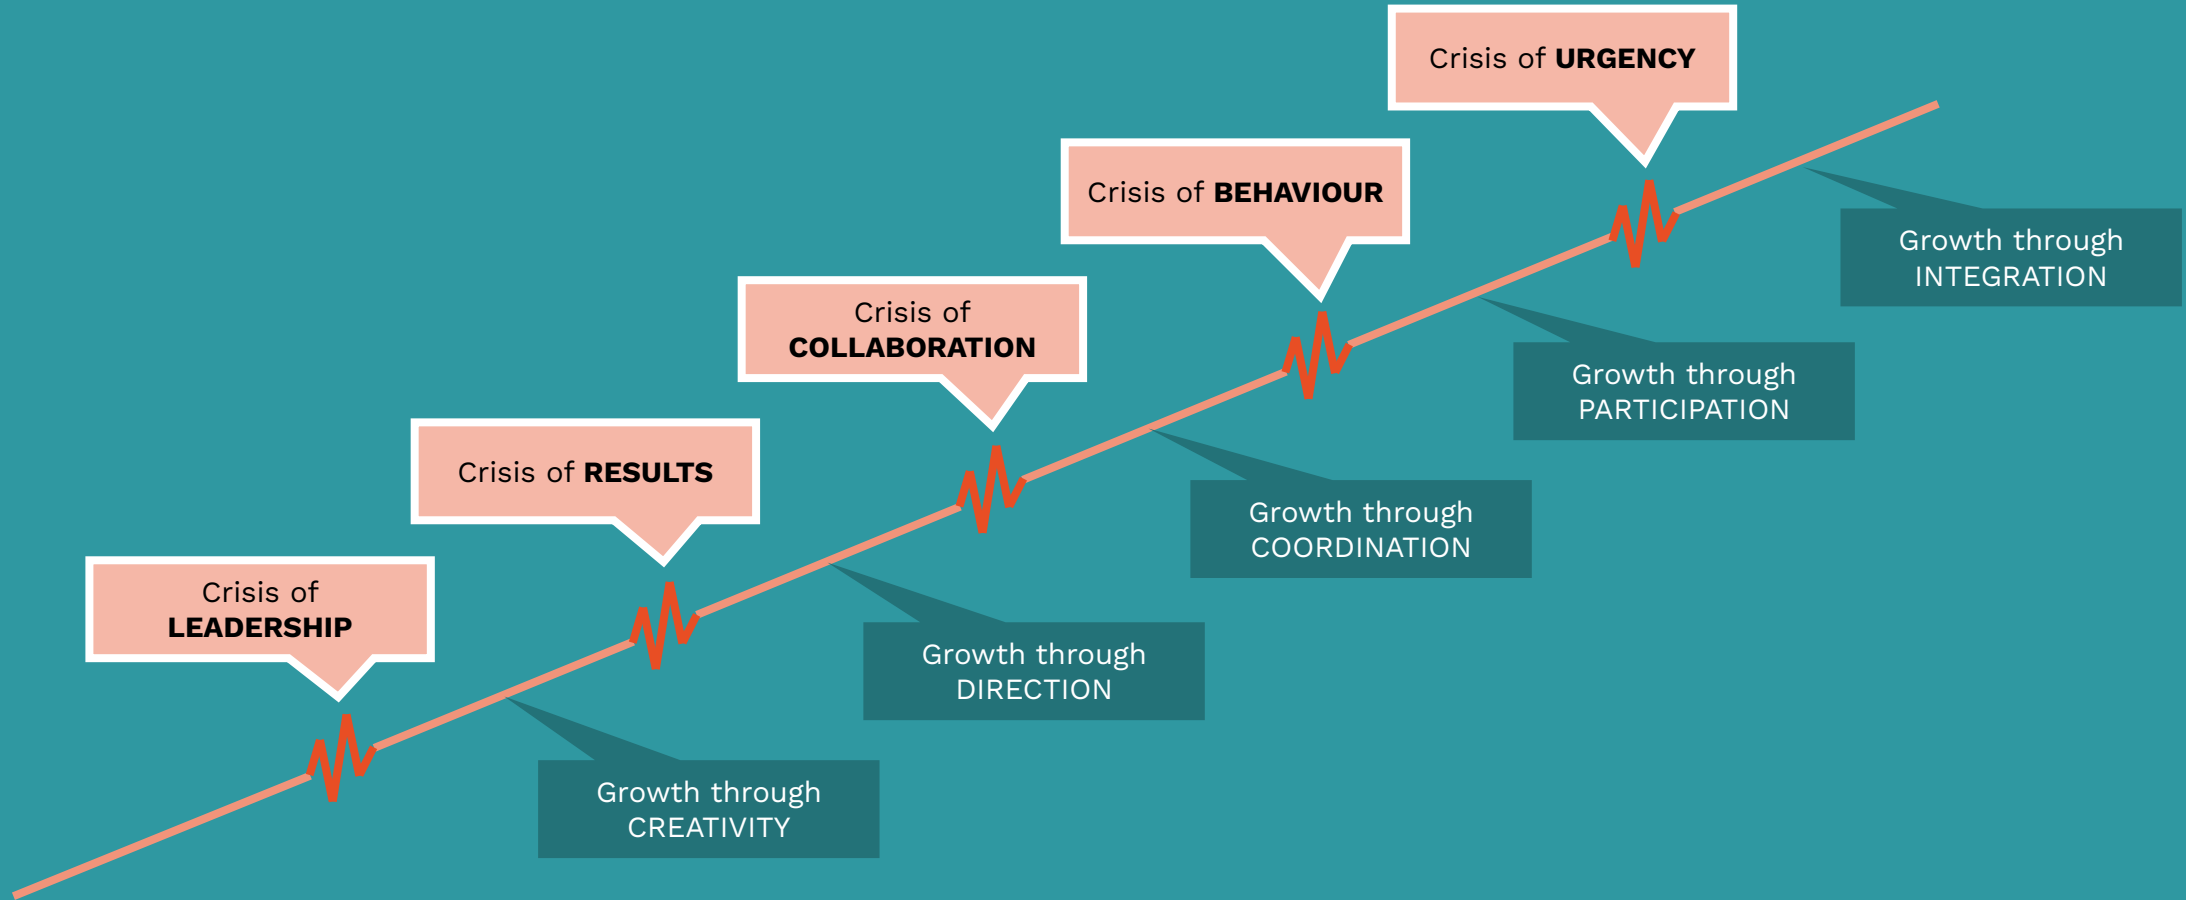 Crisis of URGENCY
Crisis of BEHAVIOUR
Growth through
INTEGRATION
Crisis of
COLLABORATION
Growth through
PARTICIPATION
Crisis of RESULTS
Growth through
COORDINATION
Crisis of
LEADERSHIP
Growth through
DIRECTION
Growth through
CREATIVITY